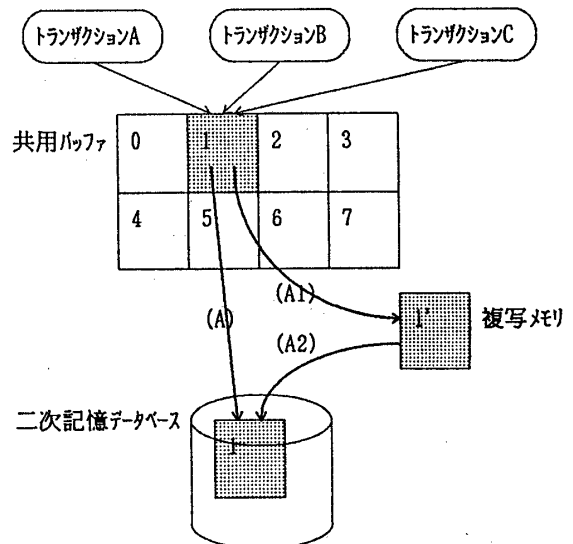 トランザクションA
トランザクションB
トランザクションC
共用バッファ
0 1 2 3
4 5 6 7
(A1)
(A)
1'
複写メモリ
(A2)
二次記憶データベース
1